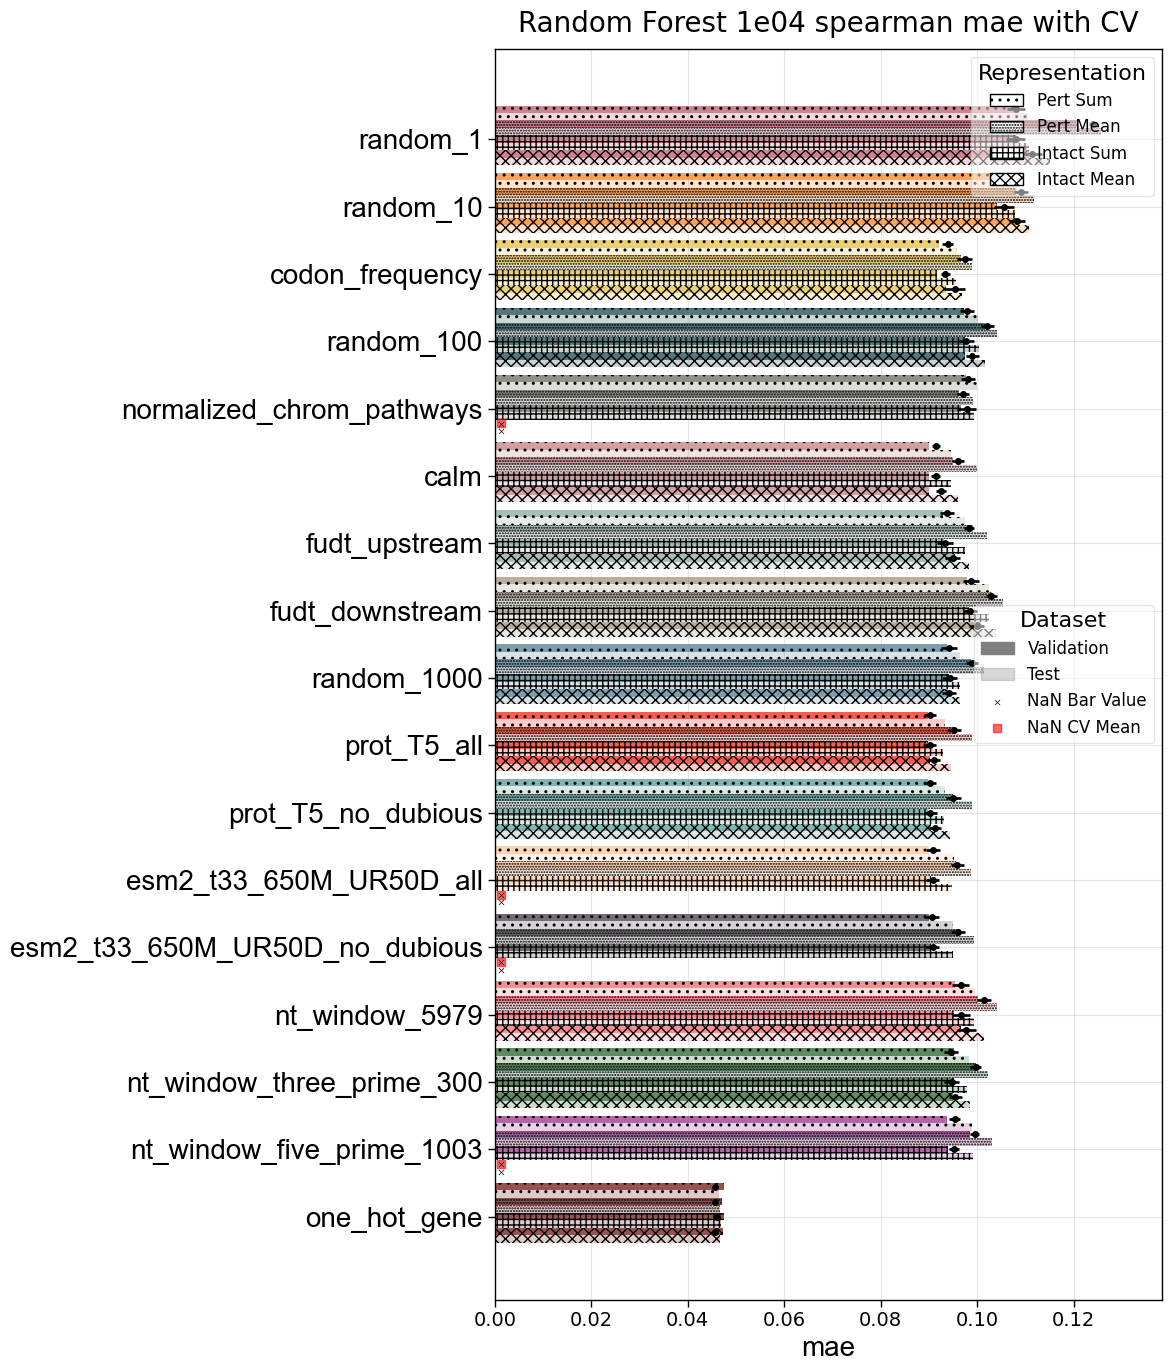 Random Forest 1e04 spearman mae with CV
Representation
Pert Sum
Pert Mean
Intact Sum
Intact Mean
random_1
random_10
codon_frequency
random_100
normalized_chrom_pathways
calm
fudt_upstream
fudt_downstream
Dataset
Validation
Test
NaN Bar Value
NaN CV Mean
random_1000
prot_T5_all
prot_T5_no_dubious
esm2_t33_650M_UR50D_all
esm2_t33_650M_UR50D_no_dubious
nt_window_5979
nt_window_three_prime_300
nt_window_five_prime_1003
one_hot_gene
0.00 0.02 0.04 0.06 0.08 0.10 0.12
mae